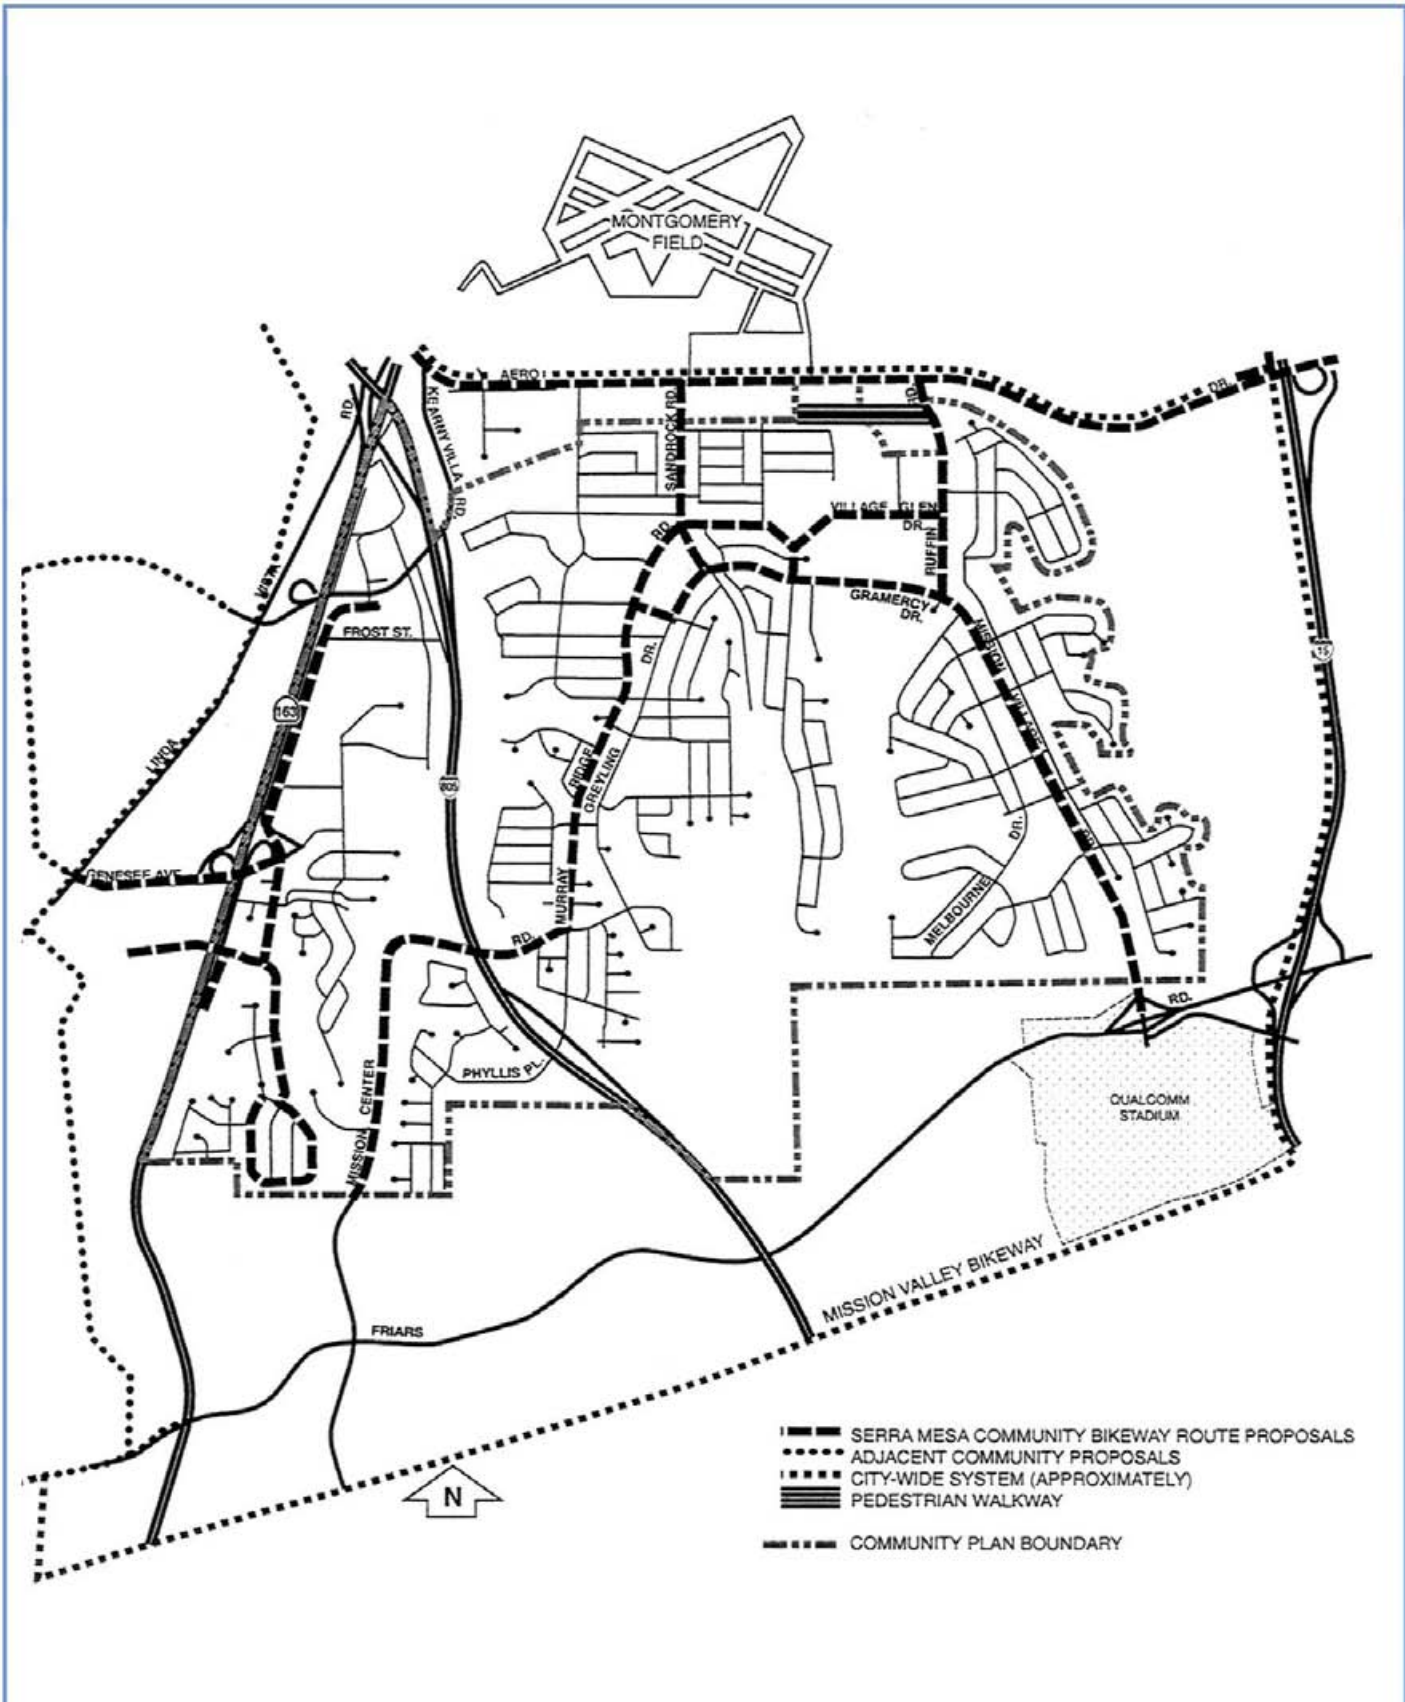 MONTGOMERY
FIELD
AERO
DR.
RD.
KEARNY VILLA
RD.
SANDROCK RD.
DR.
VILLAGE GLEN
DR.
RD.
RUFFIN
GRAMERCY
DR.
VISTA
FROST ST.
DR.
MISSION
VILLAGE
15
163
LINDA
805
RIDGE
GREYLING
DR.
DR.
GENESEE AVE.
MURRAY
MELBOURNE
RD.
RD.
PHYLLIS PL.
CENTER
MISSION
QUALCOMM
STADIUM
MISSION VALLEY BIKEWAY
FRIARS
SERRA MESA COMMUNITY BIKEWAY ROUTE PROPOSALS
ADJACENT COMMUNITY PROPOSALS
CITY-WIDE SYSTEM (APPROXIMATELY)
PEDESTRIAN WALKWAY
N
COMMUNITY PLAN BOUNDARY